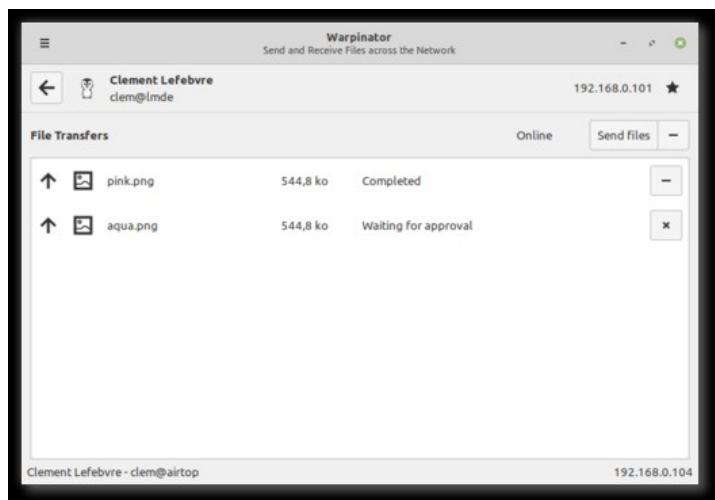 Warpinator
Send and Receive Files across the Network
Clement Lefebvre
clem@lmde
192.168.0.101
File Transfers
Online
Send files
pink.png 544,8 ko Completed
aqua.png 544,8 ko Waiting for approval
Clement Lefebvre - clem@airtop
192.168.0.104